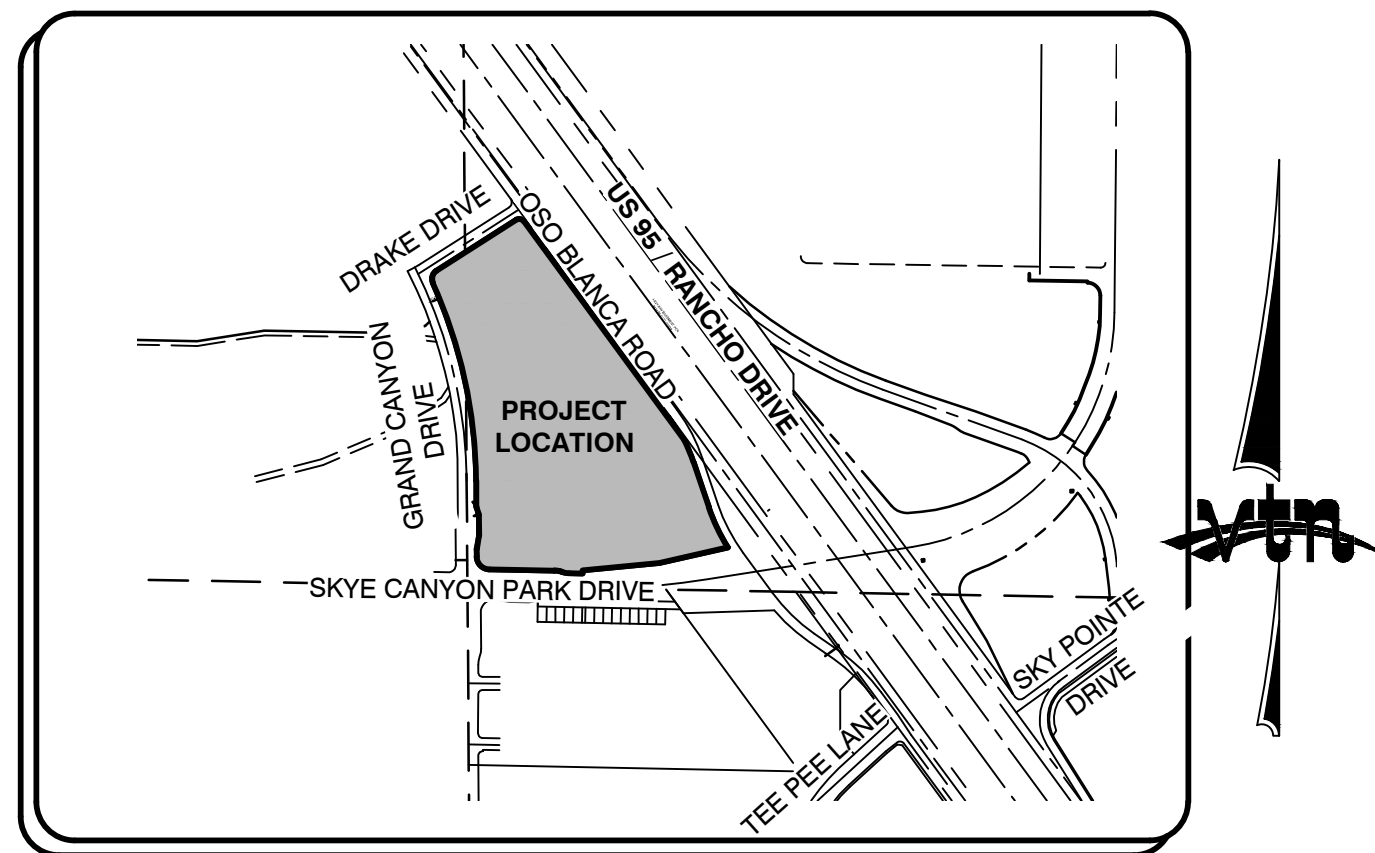 DRAKE DRIVE
OSO BLANCA ROAD
US 95 / RANCHO DRIVE
GRAND CANYON
DRIVE
PROJECT
LOCATION
vtn
SKYE CANYON PARK DRIVE
SKY POINTE
DRIVE
TEE PEE LANE